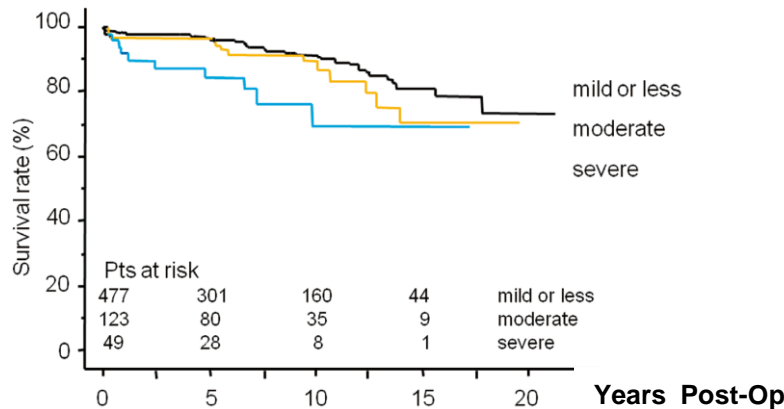 100
80
60
40
20
0
Survival rate (%)
mild or less
moderate
severe
Pts at risk
477 301 160 44 mild or less
123 80 35 9 moderate
49 28 8 1 severe
0 5 10 15 20 Years Post-Op